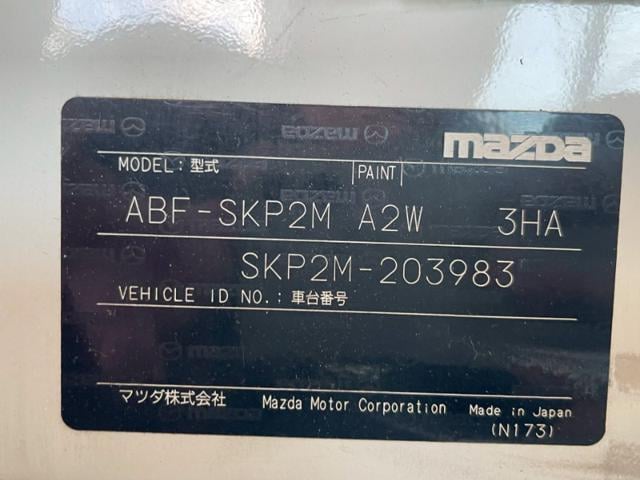 mazda
MODEL:型式 PAINT
ABF-SKP2M A2W 3HA
SKP2M-203983
VEHICLE ID NO.:車台番号
マツダ株式会社 Mazda Motor Corporation Made in Japan
(N173)